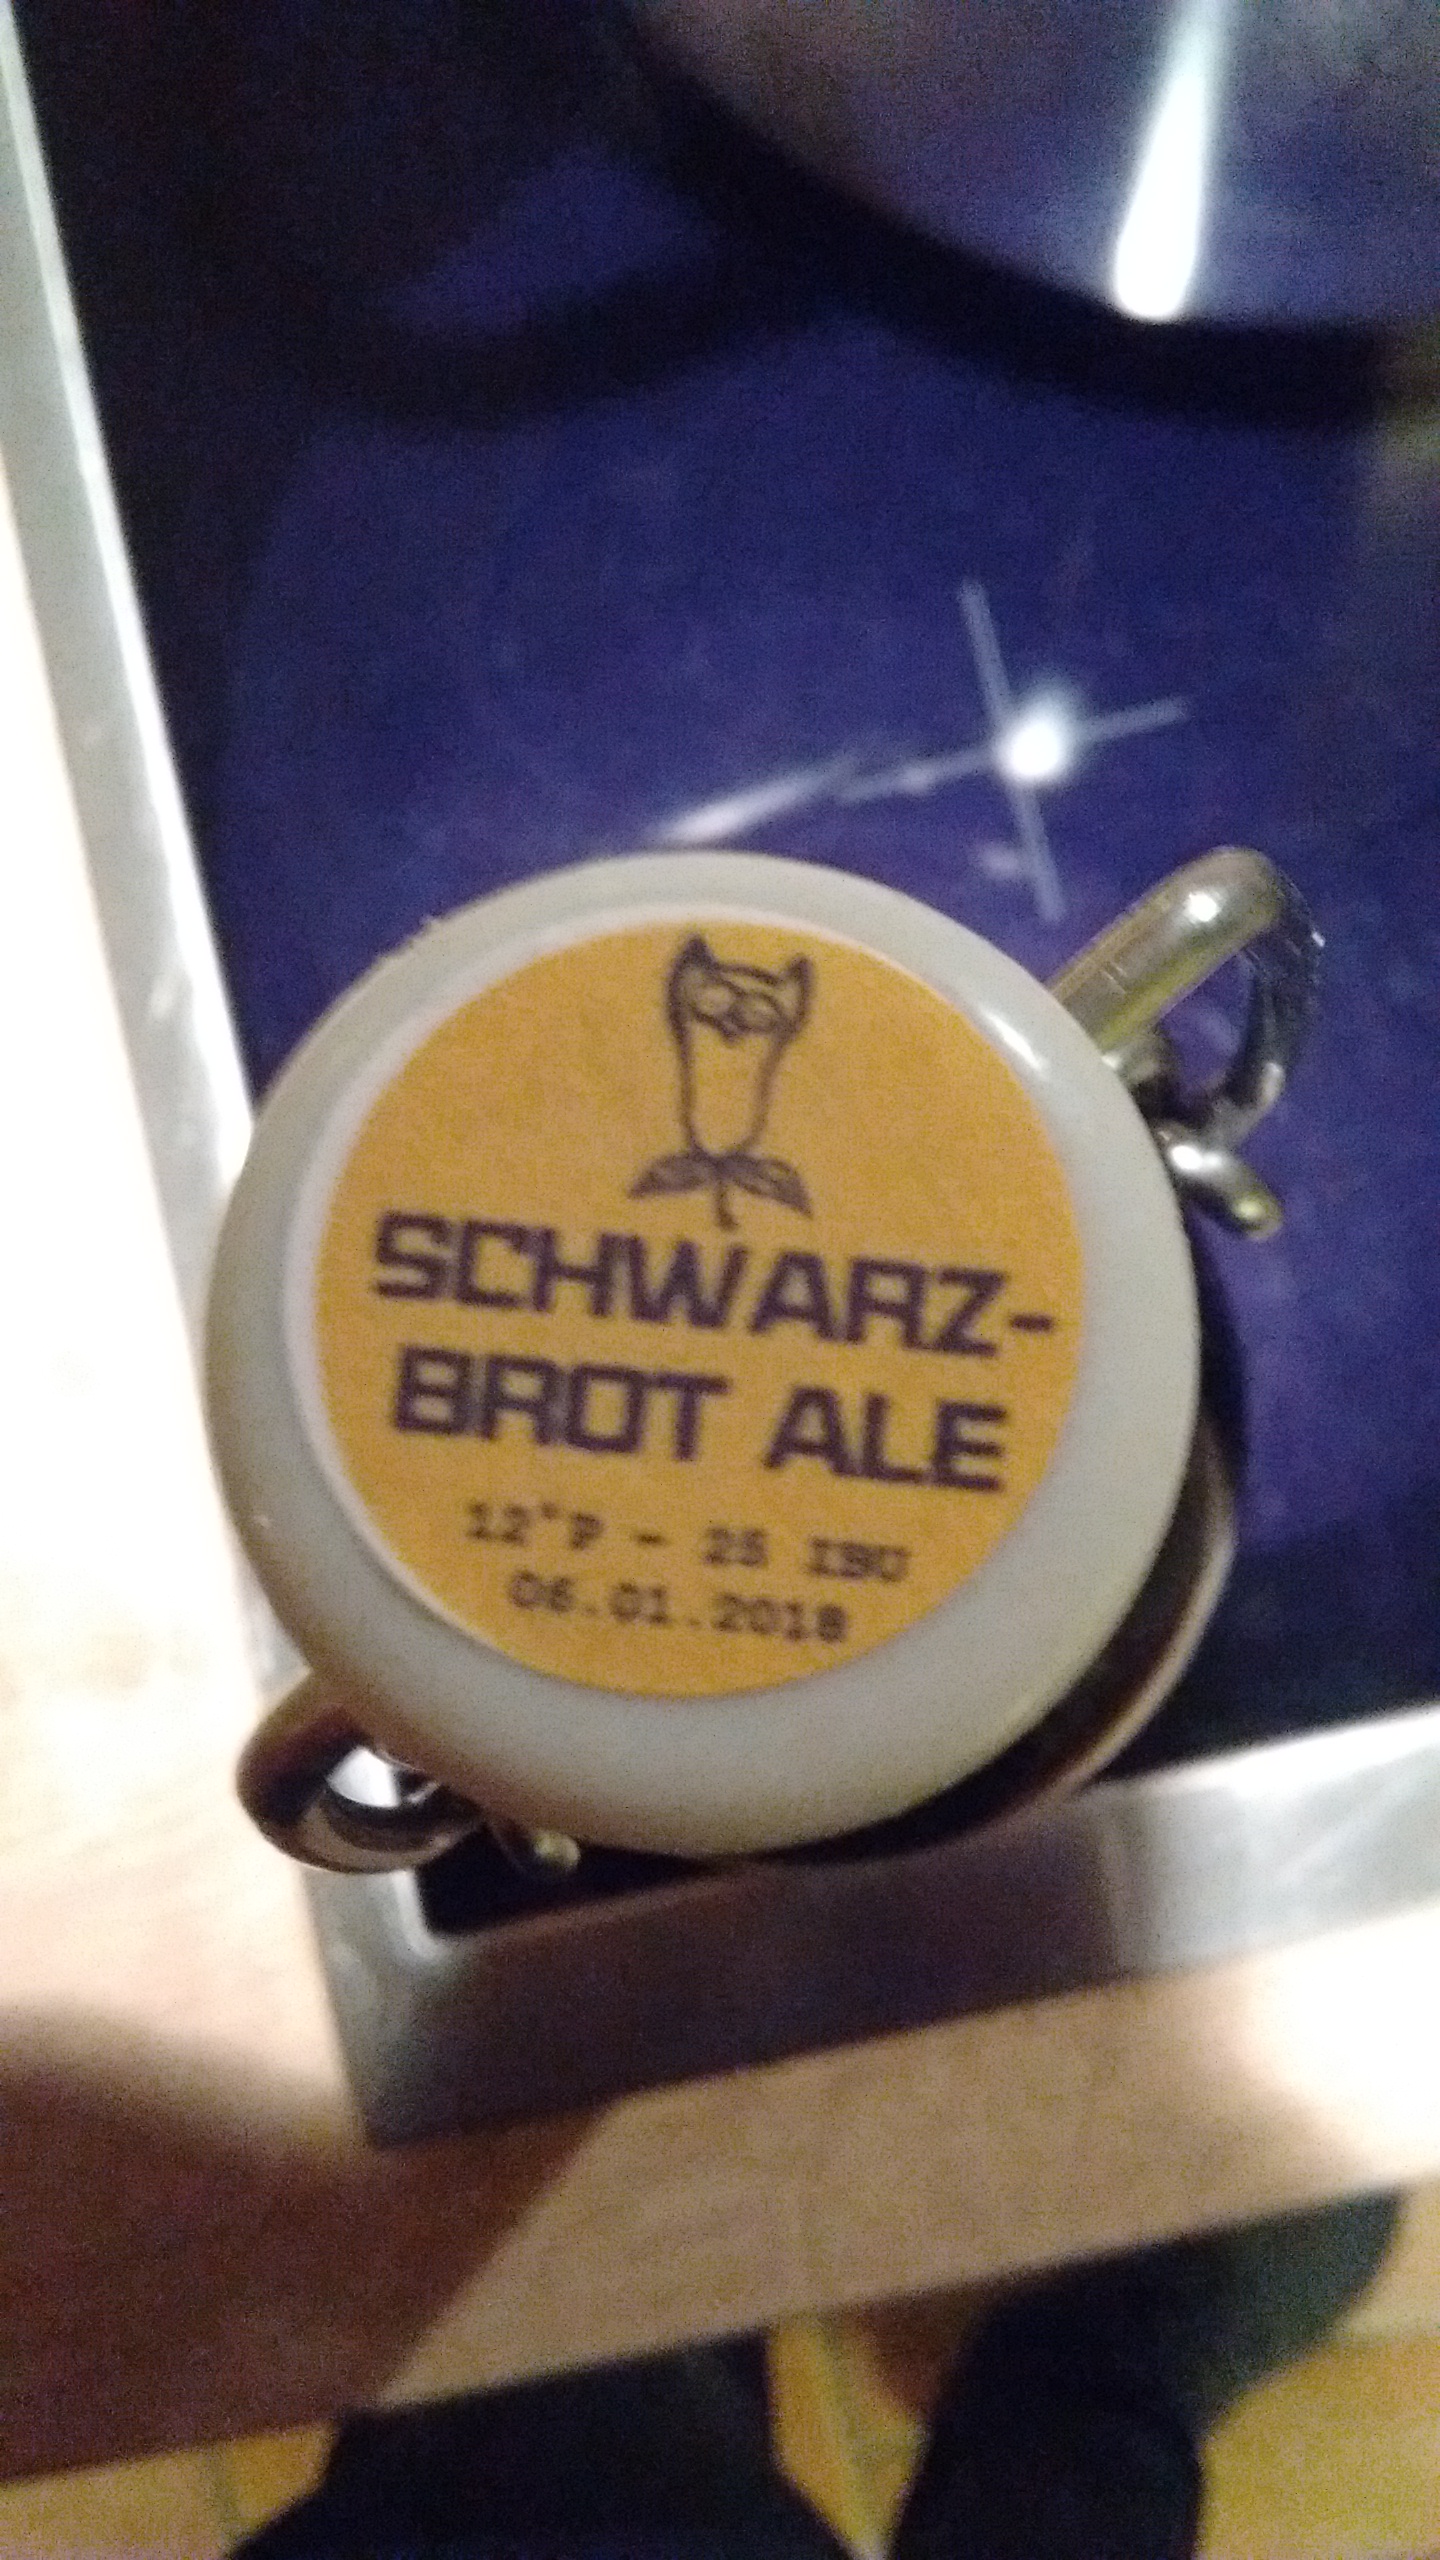 SCHWARZ-
BROT ALE
12°P - 25 IBU
06.01.2018